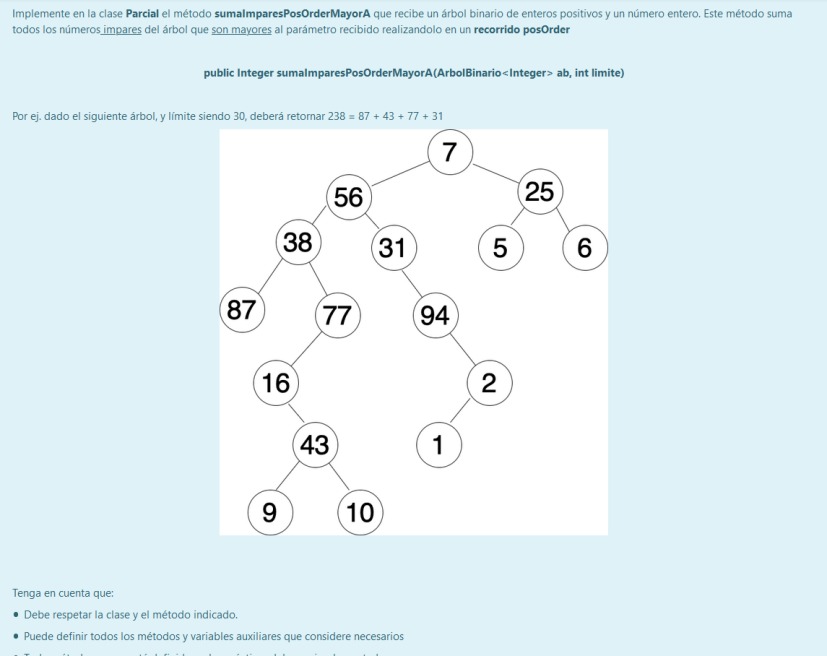 Implemente en la clase Parcial el método sumaImparesPosOrderMayorA que recibe un árbol binario de enteros positivos y un número entero. Este método suma
todos los números impares del árbol que son mayores al parámetro recibido realizandolo en un recorrido posOrder
public Integer sumaImparesPosOrderMayorA(ArbolBinario<Integer> ab, int limite)
Por ej. dado el siguiente árbol, y límite siendo 30, deberá retornar 238 = 87 + 43 + 77 + 31
7
56 25
38 31 5 6
87 77 94
16 2
43 1
9 10
Tenga en cuenta que:
• Debe respetar la clase y el método indicado.
• Puede definir todos los métodos y variables auxiliares que considere necesarios